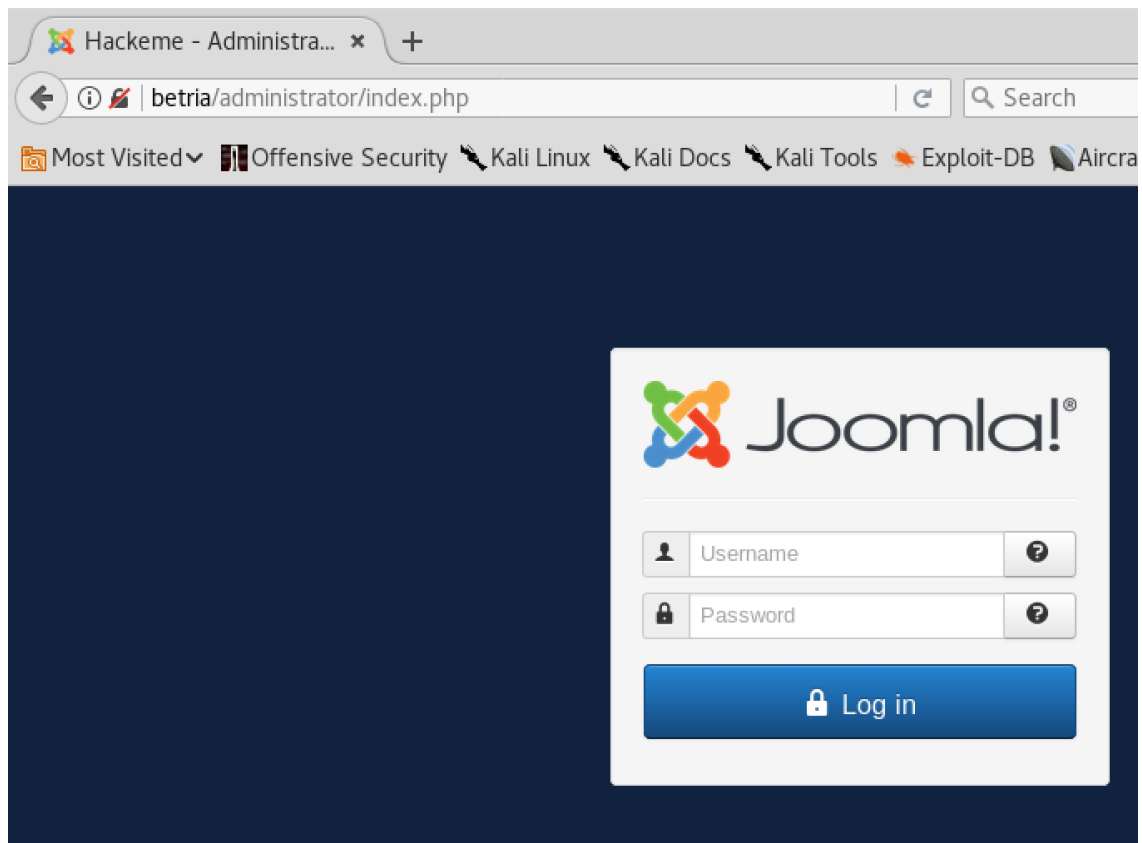 Hackeme - Administra... × +
betria/administrator/index.php Search
Most Visited Offensive Security Kali Linux Kali Docs Kali Tools Exploit-DB Aircra
Joomla!®
Username
Password
Log in